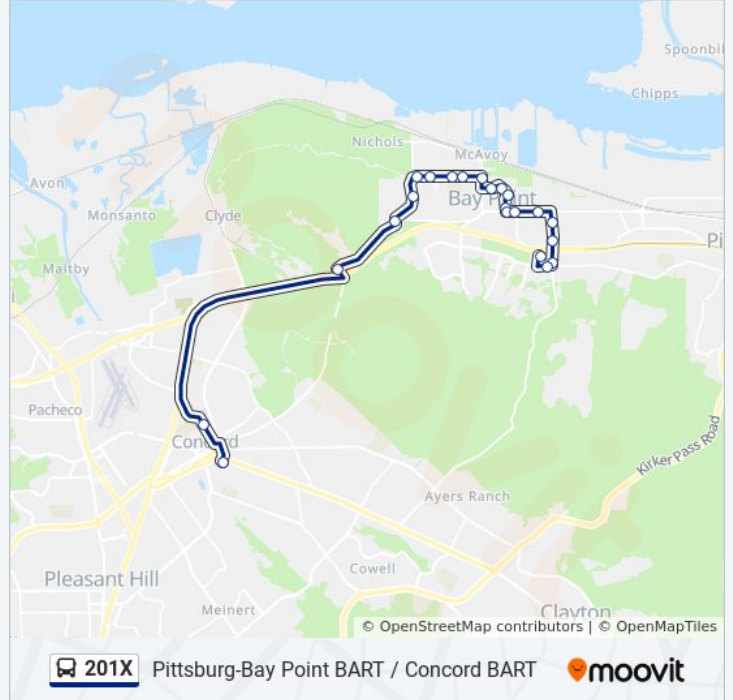 Spoonbil
Chipps
Nichols
McAvoy
Avon
Bay Point
Monsanto
Clyde
Pi
Maltby
l
Pacheco
Concord
Kirker Pass Road
Ayers Ranch
Cowell
Pleasant Hill
Meinert
Clayton
© OpenStreetMap contributors | © OpenMapTiles
201X Pittsburg-Bay Point BART / Concord BART moovit